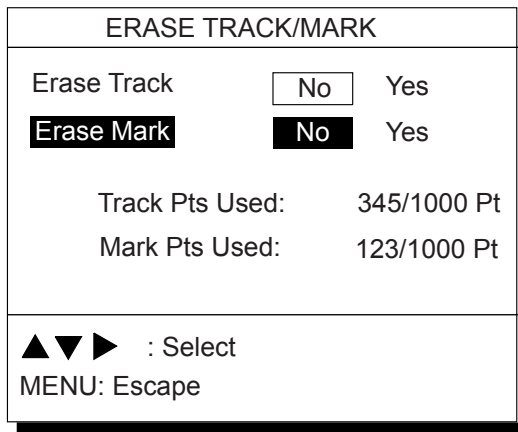 ERASE TRACK/MARK
Erase Track No Yes
Erase Mark No Yes
Track Pts Used: 345/1000 Pt
Mark Pts Used: 123/1000 Pt
▲▼▶ : Select
MENU: Escape